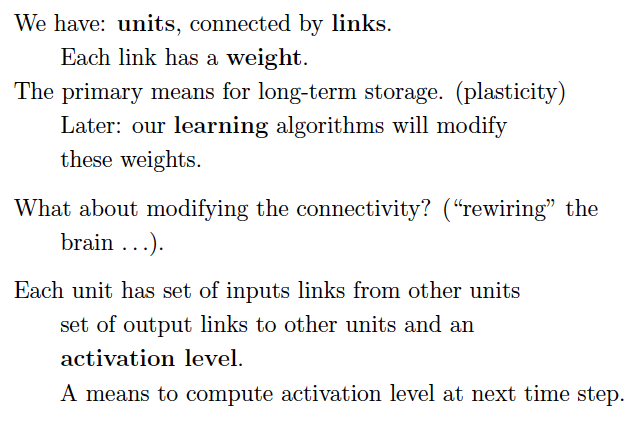 We have: units, connected by links.
Each link has a weight.
The primary means for long-term storage. (plasticity)
Later: our learning algorithms will modify
these weights.
What about modifying the connectivity? (“rewiring” the
brain ...).
Each unit has set of inputs links from other units
set of output links to other units and an
activation level.
A means to compute activation level at next time step.